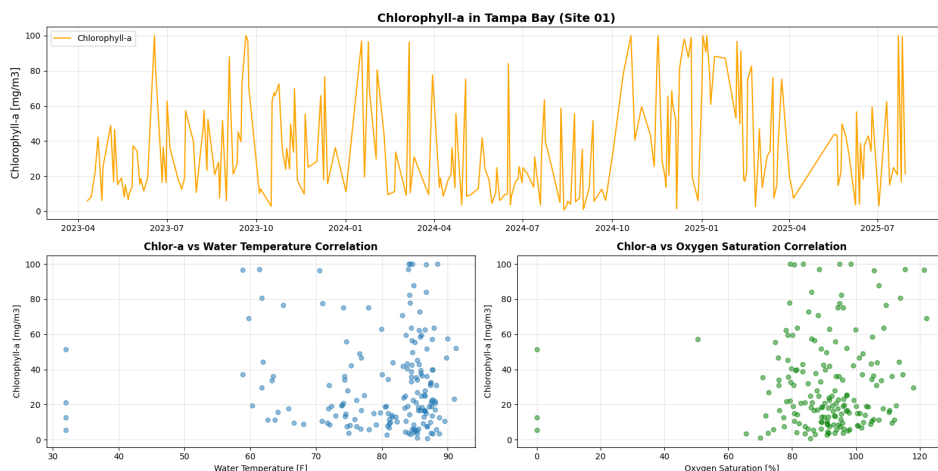 Chlorophyll-a in Tampa Bay (Site 01)
Chlorophyll-a
Chlorophyll-a [mg/m3]
100
80
60
40
20
0
2023-04 2023-07 2023-10 2024-01 2024-04 2024-07 2024-10 2025-01 2025-04 2025-07
Chlor-a vs Water Temperature Correlation
Chlorophyll-a [mg/m3]
100
80
60
40
20
0
30 40 50 60 70 80 90
Water Temperature [F]
Chlor-a vs Oxygen Saturation Correlation
Chlorophyll-a [mg/m3]
100
80
60
40
20
0
0 20 40 60 80 100 120
Oxygen Saturation [%]